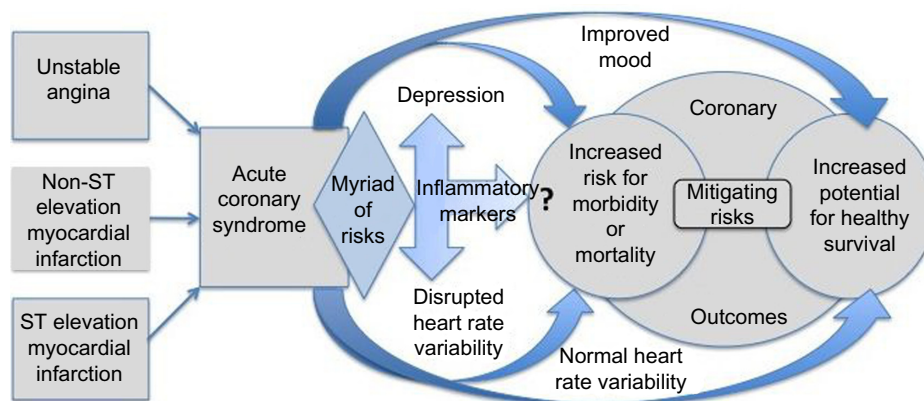 Unstable
angina
Non-ST
elevation
myocardial
infarction
ST elevation
myocardial
infarction
Acute
coronary
syndrome
Myriad
of
risks
Depression
Inflammatory
markers
?
Disrupted
heart rate
variability
Improved
mood
Coronary
Increased
risk for
morbidity
or
mortality
Mitigating
risks
Increased
potential
for healthy
survival
Outcomes
Normal heart
rate variability